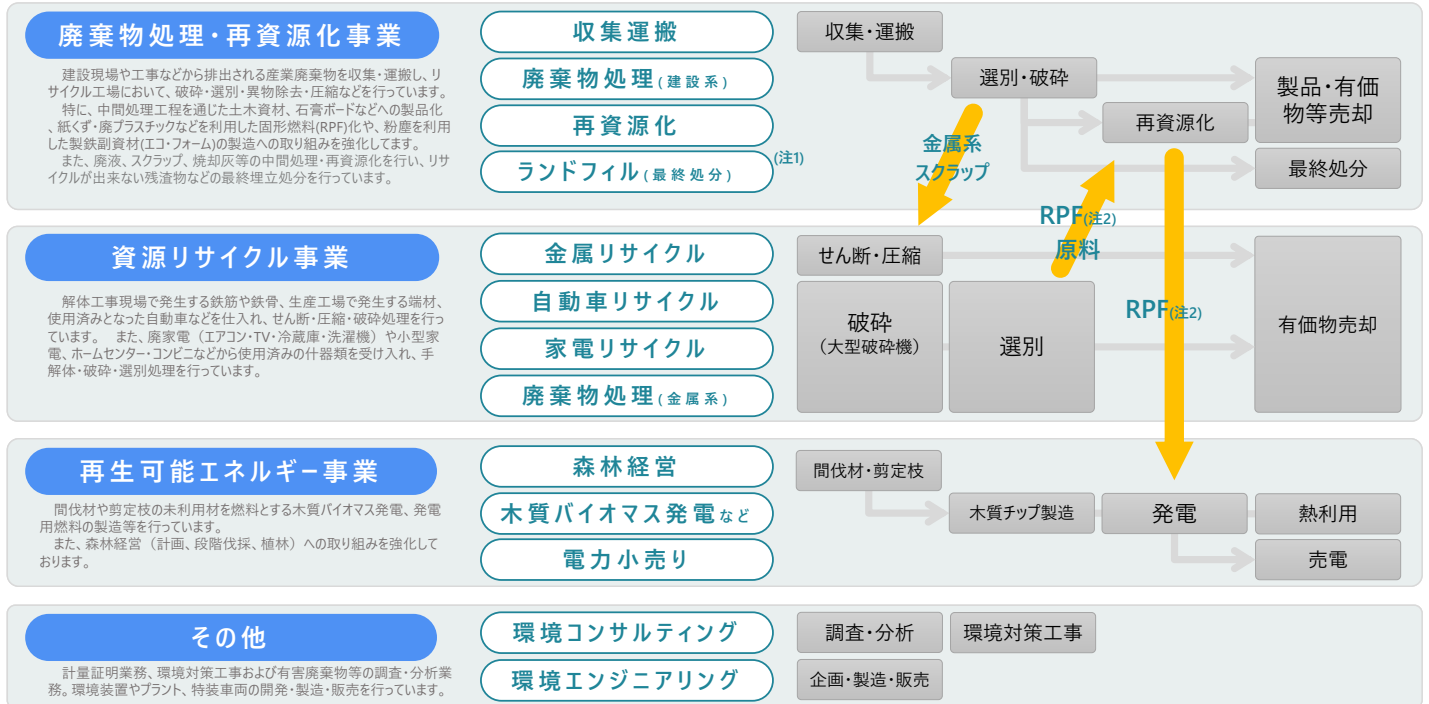 廃棄物処理・再資源化事業
建設現場や工事などから排出される産業廃棄物を収集・運搬し、リ
サイクル工場において、破砕・選別・異物除去・圧縮などを行っています。
特に、中間処理工程を通じた土木資材、石膏ボードなどへの製品化
、紙くず・廃プラスチックなどを利用した固形燃料(RPF)化や、粉塵を利用
した製鉄副資材(エコ・フォーム)の製造への取り組みを強化してます。
また、廃液、スクラップ、焼却灰等の中間処理・再資源化を行い、リサ
イクルが出来ない残渣物などの最終埋立処分を行っています。
収集運搬
廃棄物処理(建設系)
再資源化
ランドフィル(最終処分)
(注1)
収集・運搬
選別・破砕
再資源化
製品・有価
物等売却
最終処分
金属系
スクラップ
RPF(注2)
原料
資源リサイクル事業
解体工事現場で発生する鉄筋や鉄骨、生産工場で発生する端材、
使用済みとなった自動車などを仕入れ、せん断・圧縮・破砕処理を行っ
ています。 また、廃家電（エアコン・TV・冷蔵庫・洗濯機）や小型家
電、ホームセンター・コンビニなどから使用済みの什器類を受け入れ、手
解体・破砕・選別処理を行っています。
金属リサイクル
自動車リサイクル
家電リサイクル
廃棄物処理(金属系)
せん断・圧縮
破砕
（大型破砕機）
選別
RPF(注2)
有価物売却
再生可能エネルギー事業
間伐材や剪定枝の未利用材を燃料とする木質バイオマス発電、発電
用燃料の製造等を行っています。
また、森林経営（計画、段階伐採、植林）への取り組みを強化して
おります。
森林経営
木質バイオマス発電など
電力小売り
間伐材・剪定枝
木質チップ製造
発電
熱利用
売電
その他
計量証明業務、環境対策工事および有害廃棄物等の調査・分析業
務。環境装置やプラント、特装車両の開発・製造・販売を行っています。
環境コンサルティング
環境エンジニアリング
調査・分析
環境対策工事
企画・製造・販売